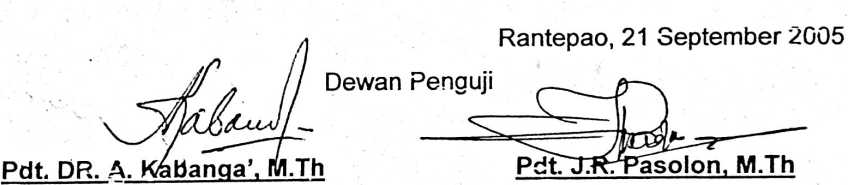 Rantepao, 21 September 2005
Dewan Penguji
Pdt. DR. A. Kabanga', M.Th
Pdt. J.R. Pasolon, M.Th